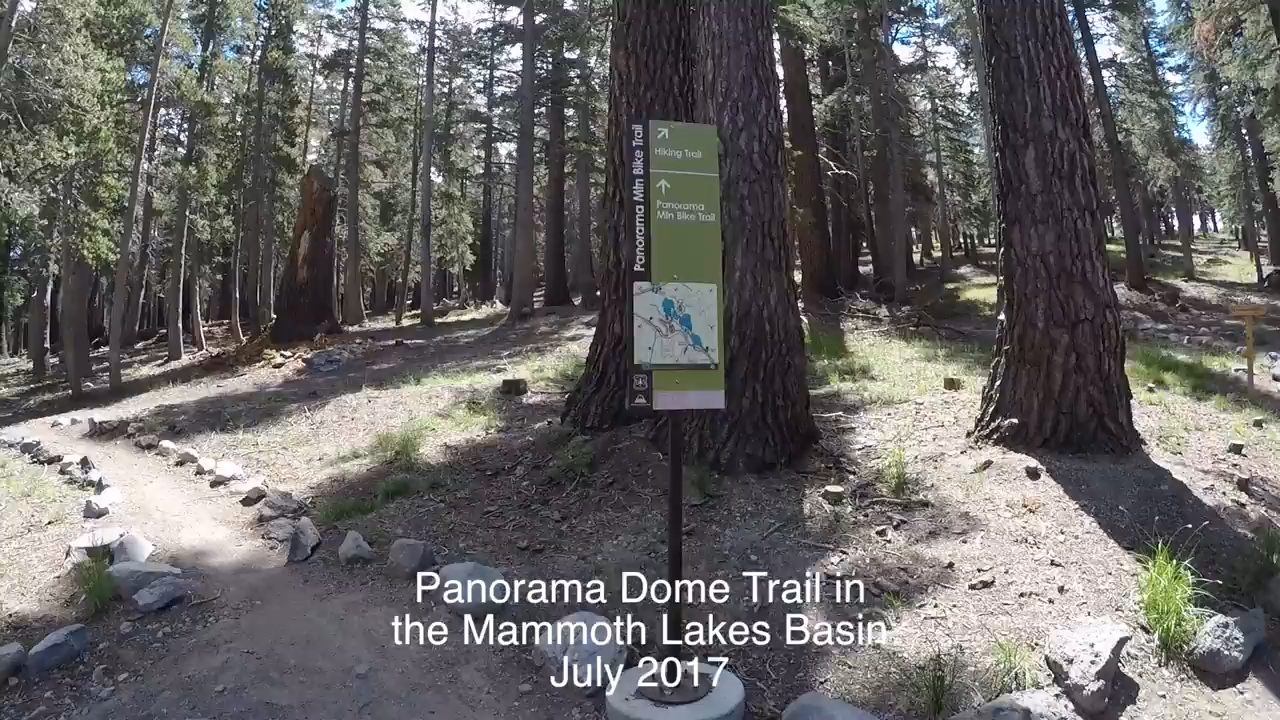 Panorama Mtn Bike Trail
Hiking Trail
Panorama
Mtn Bike Trail
Panorama Dome Trail in
the Mammoth Lakes Basin
July 2017